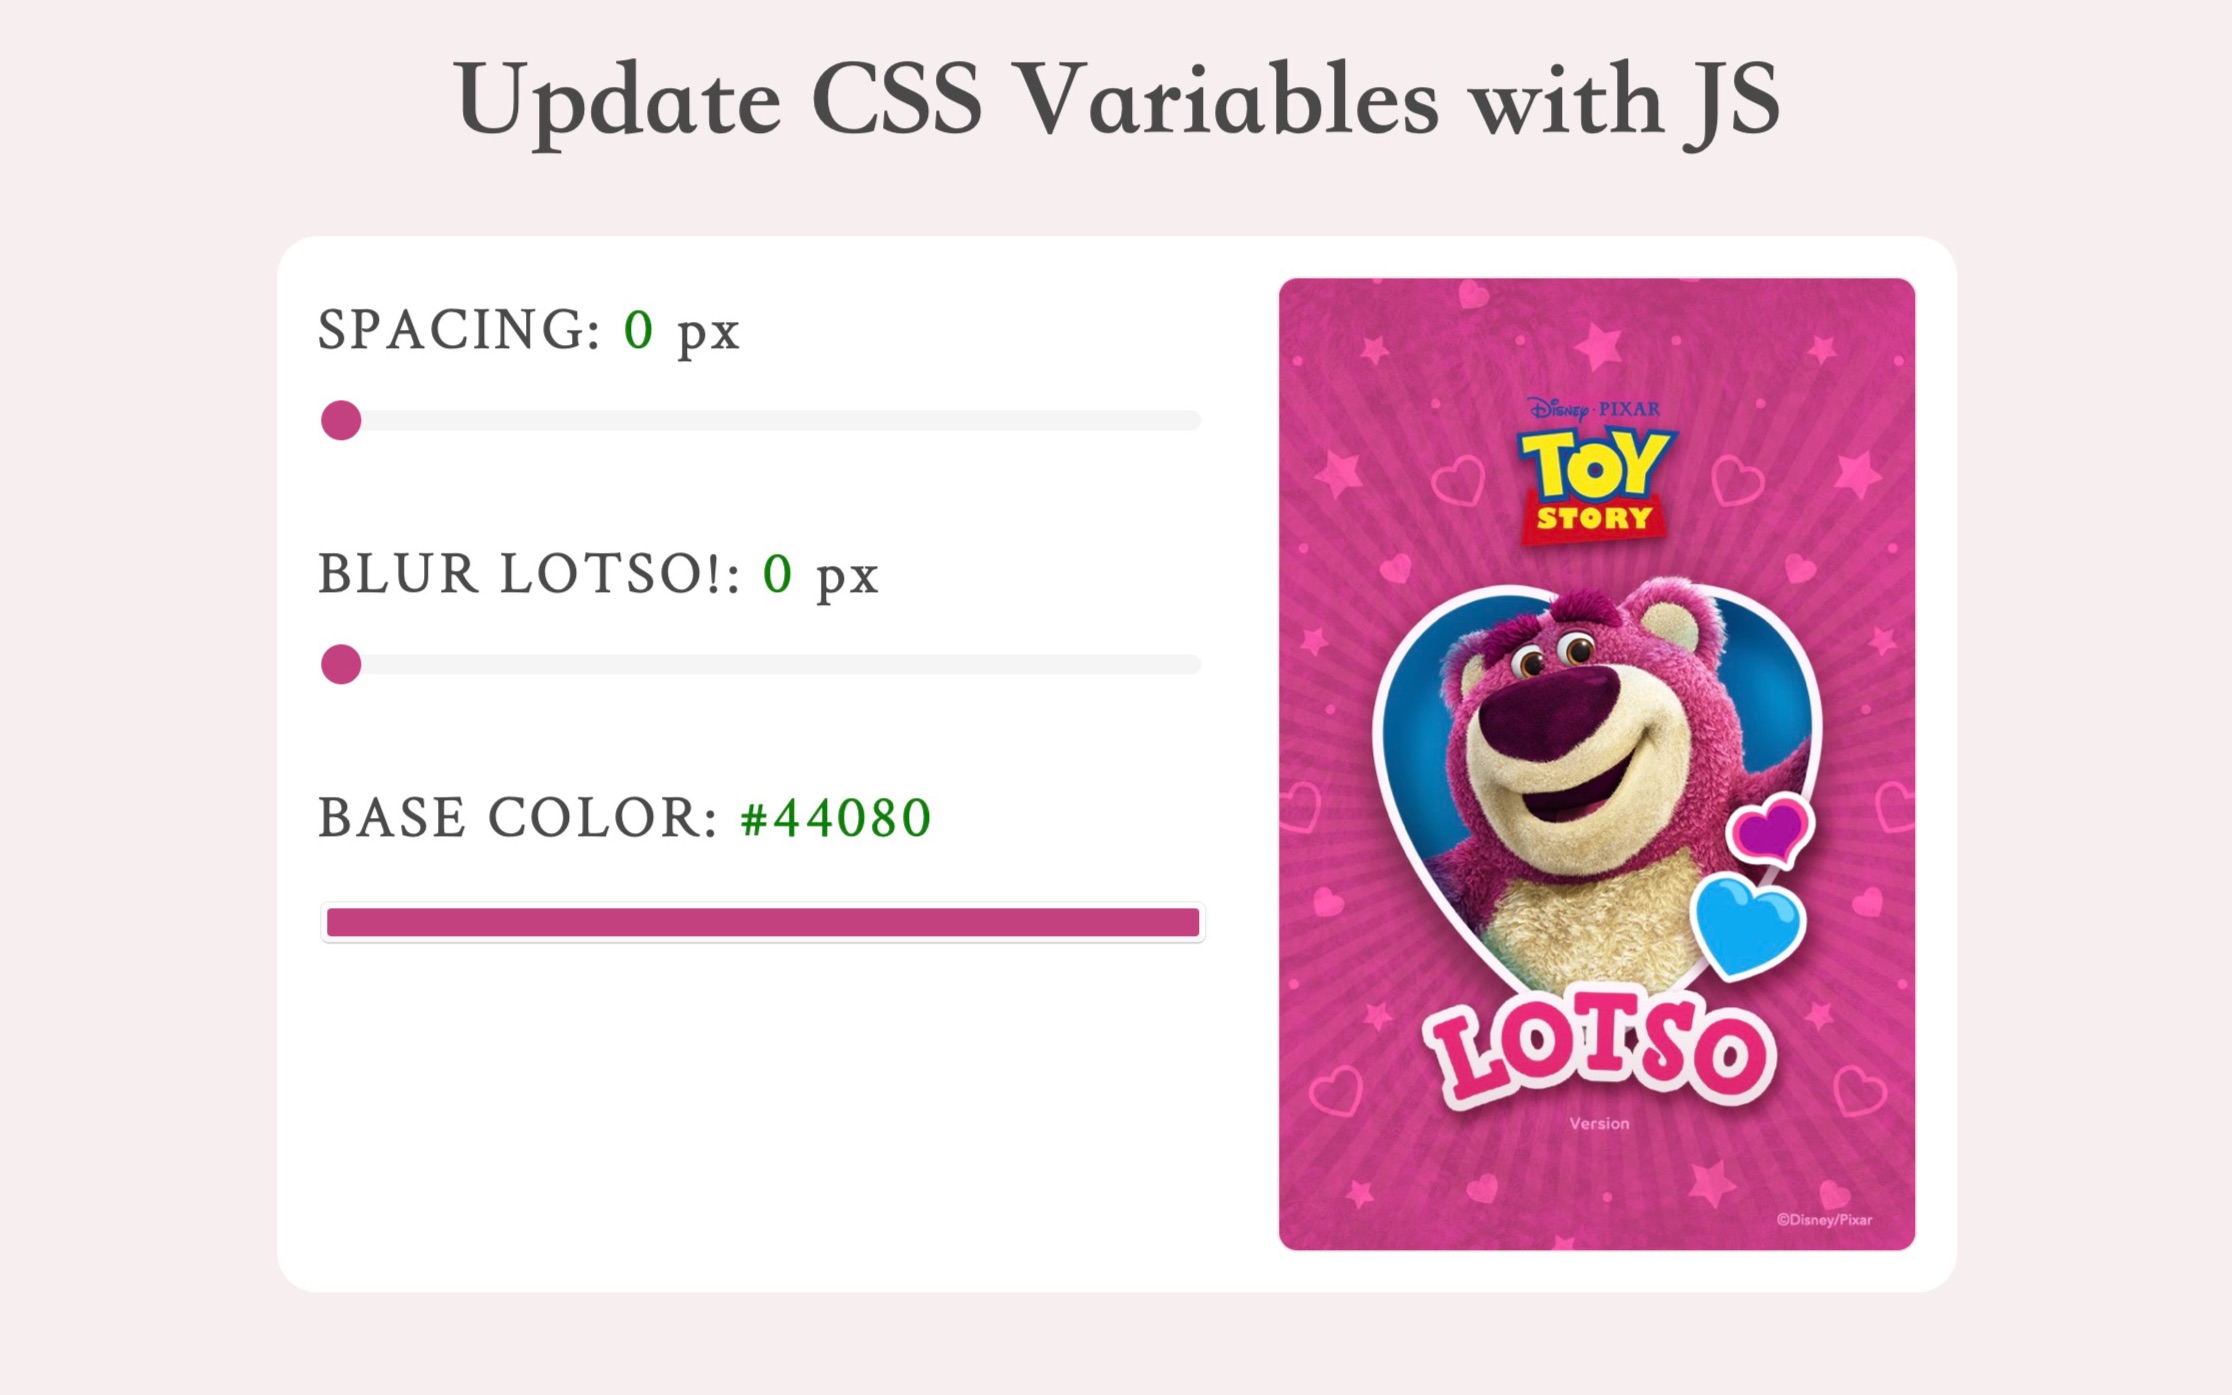 Update CSS Variables with JS
SPACING: 0 px
BLUR LOTSO!: 0 px
BASE COLOR: #44080
Disney·PIXAR
TOY
STORY
LOTSO
Version
©Disney/Pixar